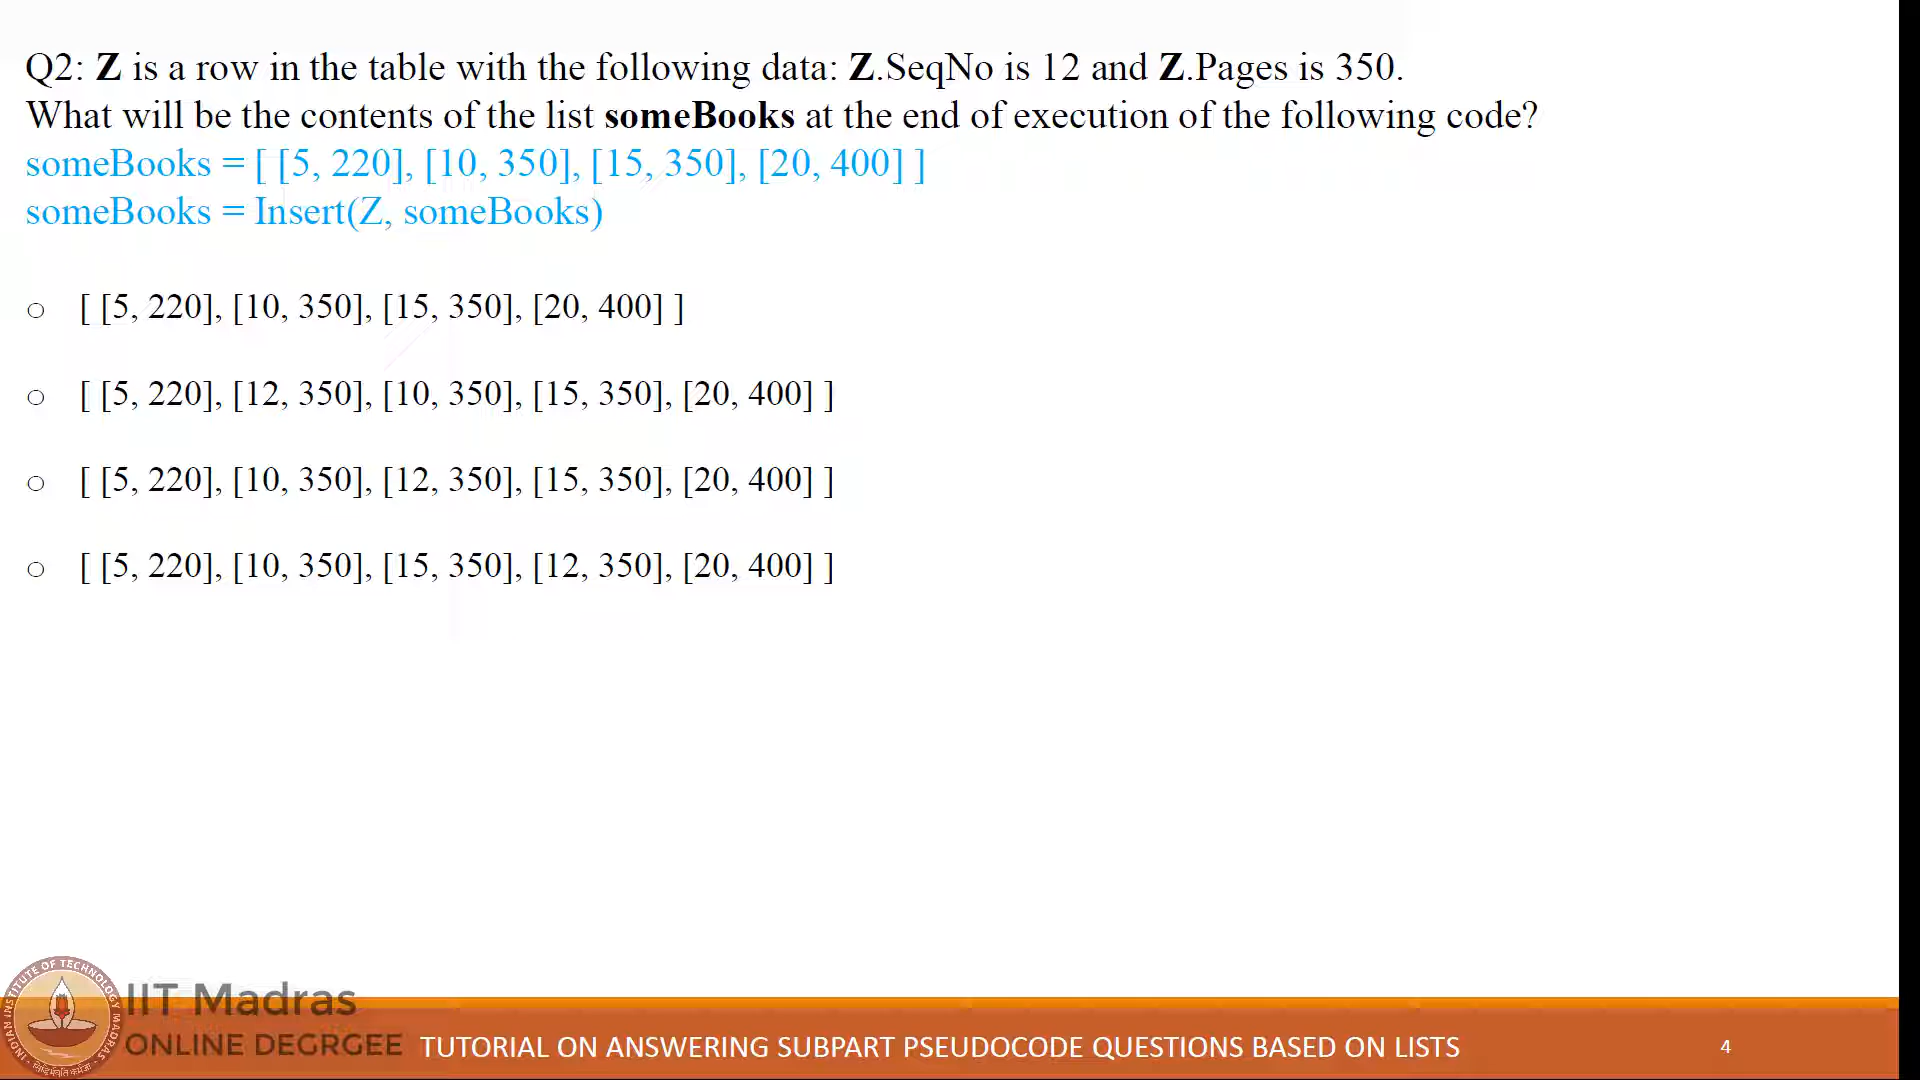 Q2: Z is a row in the table with the following data: Z.SeqNo is 12 and Z.Pages is 350.
What will be the contents of the list someBooks at the end of execution of the following code?
someBooks = [ [5, 220], [10, 350], [15, 350], [20, 400] ]
someBooks = Insert(Z, someBooks)
○ [ [5, 220], [10, 350], [15, 350], [20, 400] ]
○ [ [5, 220], [12, 350], [10, 350], [15, 350], [20, 400] ]
○ [ [5, 220], [10, 350], [12, 350], [15, 350], [20, 400] ]
○ [ [5, 220], [10, 350], [15, 350], [12, 350], [20, 400] ]
INDIAN INSTITUTE OF TECHNOLOGY MADRAS
IIT Madras
ONLINE DEGRGEE
TUTORIAL ON ANSWERING SUBPART PSEUDOCODE QUESTIONS BASED ON LISTS
4